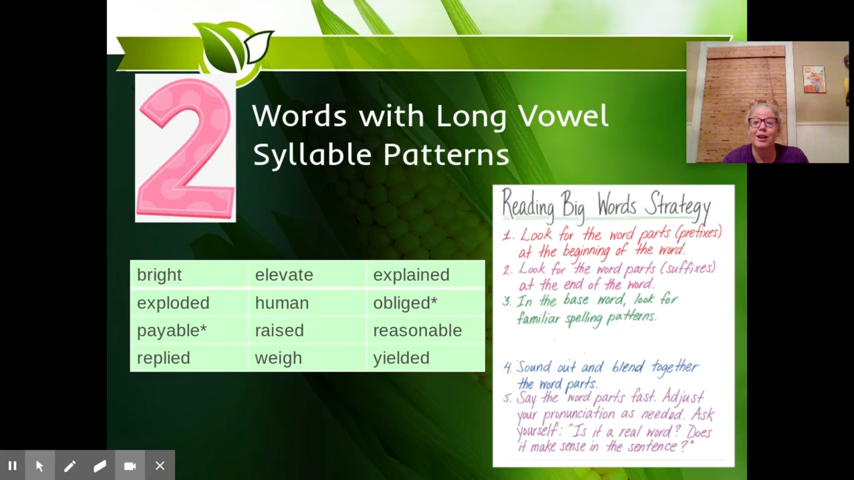 2
Words with Long Vowel
Syllable Patterns
bright elevate explained
exploded human obliged*
payable* raised reasonable
replied weigh yielded
Reading Big Words Strategy
1. Look for the word parts (prefixes)
at the beginning of the word.
2. Look for the word parts (suffixes)
at the end of the word.
3. In the base word, look for
familiar spelling patterns.
4. Sound out and blend together
the word parts.
5. Say the word parts fast. Adjust
your pronunciation as needed. Ask
yourself: "Is it a real word? Does
it make sense in the sentence?"